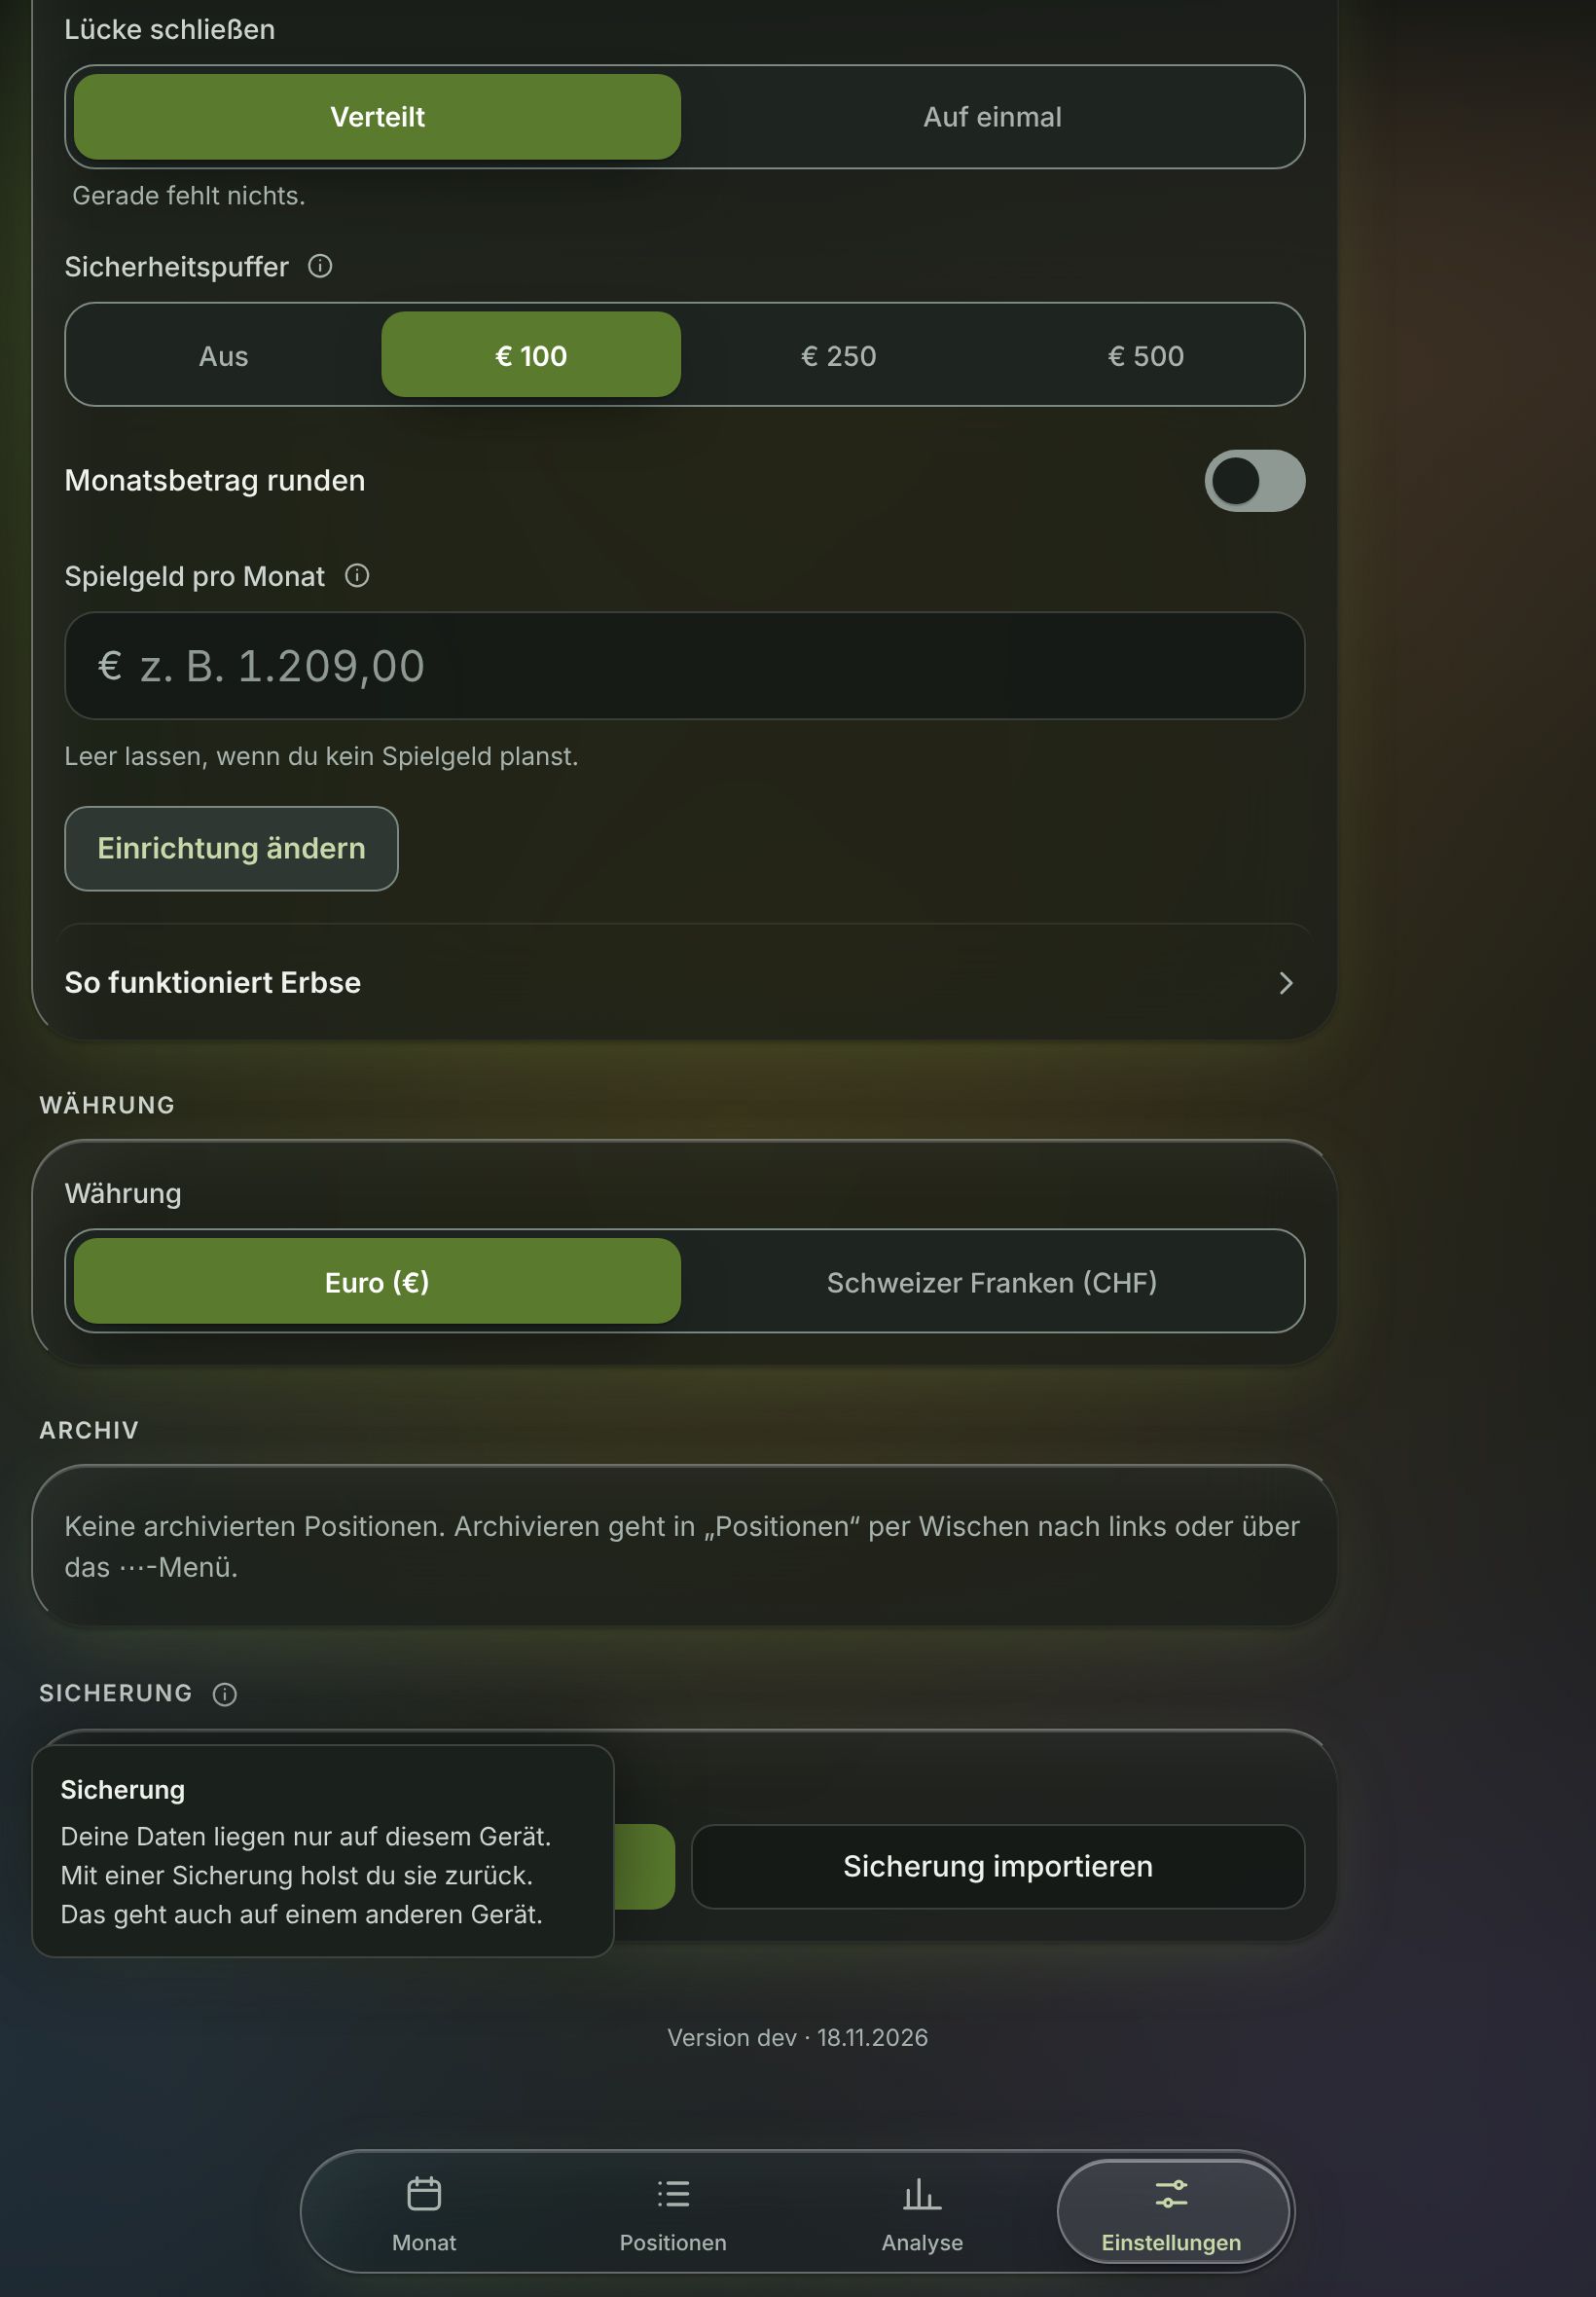 Lücke schließen
Verteilt
Auf einmal
Gerade fehlt nichts.
Sicherheitspuffer
Aus
€ 100
€ 250
€ 500
Monatsbetrag runden
Spielgeld pro Monat
€ z. B. 1.209,00
Leer lassen, wenn du kein Spielgeld planst.
Einrichtung ändern
So funktioniert Erbse
WÄHRUNG
Währung
Euro (€)
Schweizer Franken (CHF)
ARCHIV
Keine archivierten Positionen. Archivieren geht in „Positionen“ per Wischen nach links oder über
das ⋯-Menü.
SICHERUNG
Sicherung
Deine Daten liegen nur auf diesem Gerät.
Mit einer Sicherung holst du sie zurück.
Das geht auch auf einem anderen Gerät.
Sicherung importieren
Version dev · 18.11.2026
Monat
Positionen
Analyse
Einstellungen